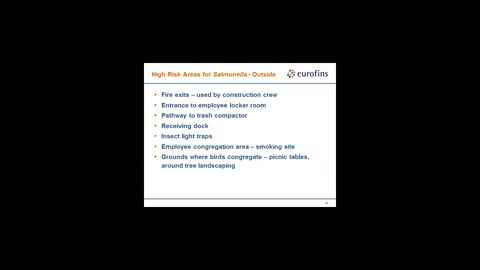 High Risk Areas for Salmonella - Outside
eurofins
• Fire exits – used by construction crew
• Entrance to employee locker room
• Pathway to trash compactor
• Receiving dock
• Insect light traps
• Employee congregation area – smoking site
• Grounds where birds congregate – picnic tables,
around tree landscaping